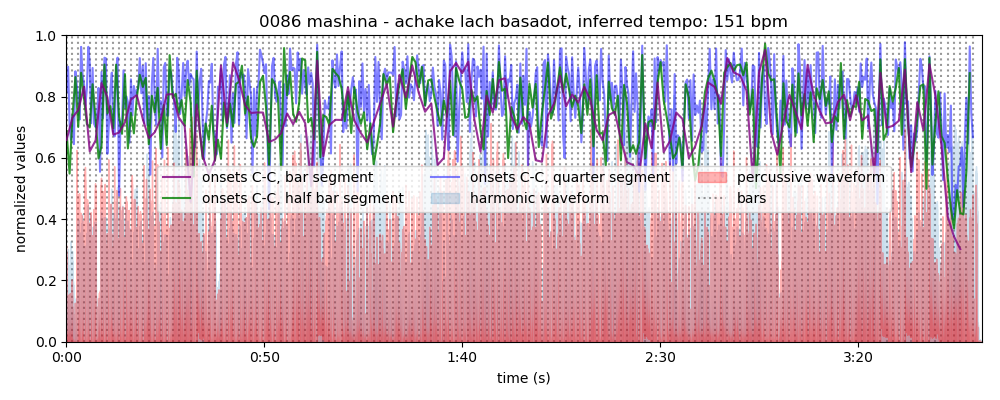 0086 mashina - achake lach basadot, inferred tempo: 151 bpm
normalized values
1.0
0.8
0.6
0.4
0.2
0.0
onsets C-C, bar segment
onsets C-C, half bar segment
onsets C-C, quarter segment
harmonic waveform
percussive waveform
bars
0:00 0:50 1:40 2:30 3:20
time (s)